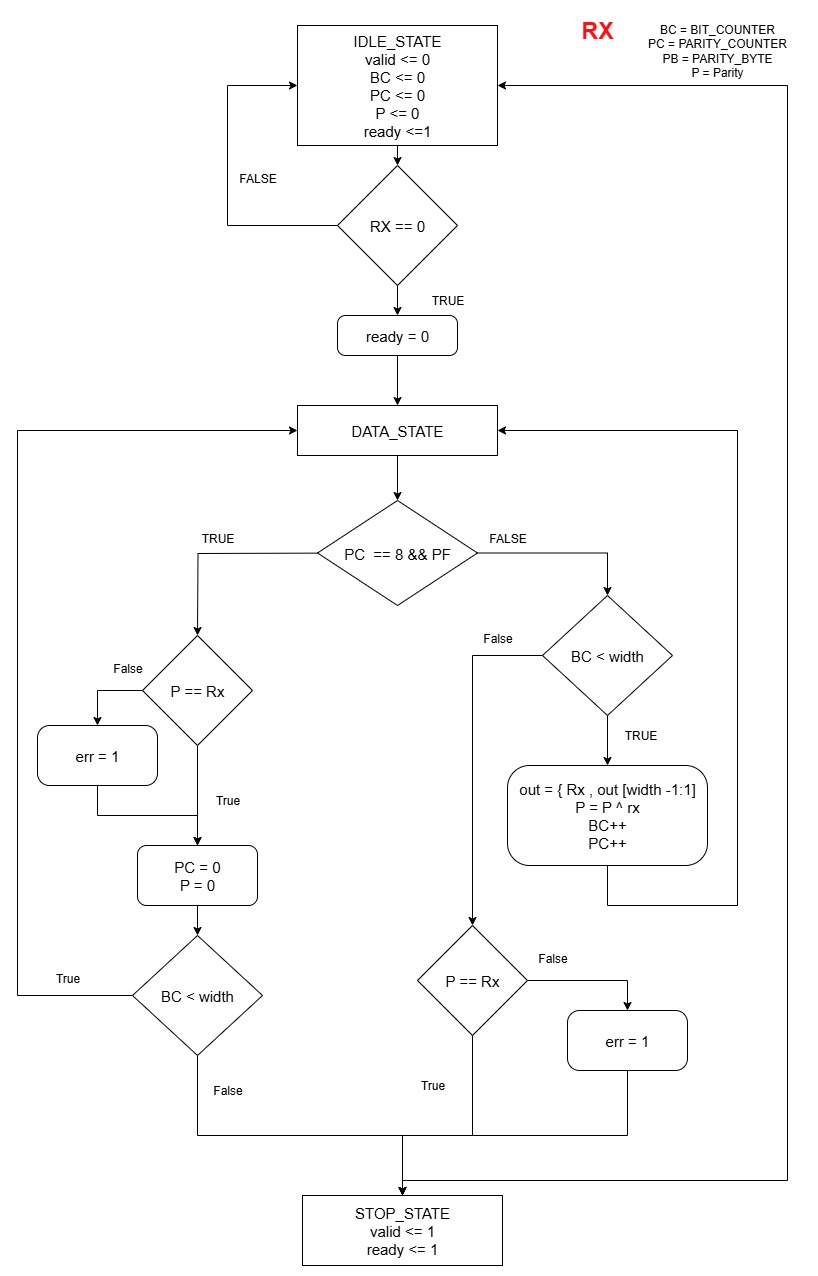 RX
BC = BIT_COUNTER
PC = PARITY_COUNTER
PB = PARITY_BYTE
P = Parity
IDLE_STATE
valid <= 0
BC <= 0
PC <= 0
P <= 0
ready <=1
FALSE
RX == 0
TRUE
ready = 0
DATA_STATE
TRUE
PC == 8 && PF
FALSE
False
BC < width
False
P == Rx
TRUE
err = 1
out = { Rx , out [width -1:1]
P = P ^ rx
BC++
PC++
True
PC = 0
P = 0
False
P == Rx
True
BC < width
err = 1
False
True
STOP_STATE
valid <= 1
ready <= 1